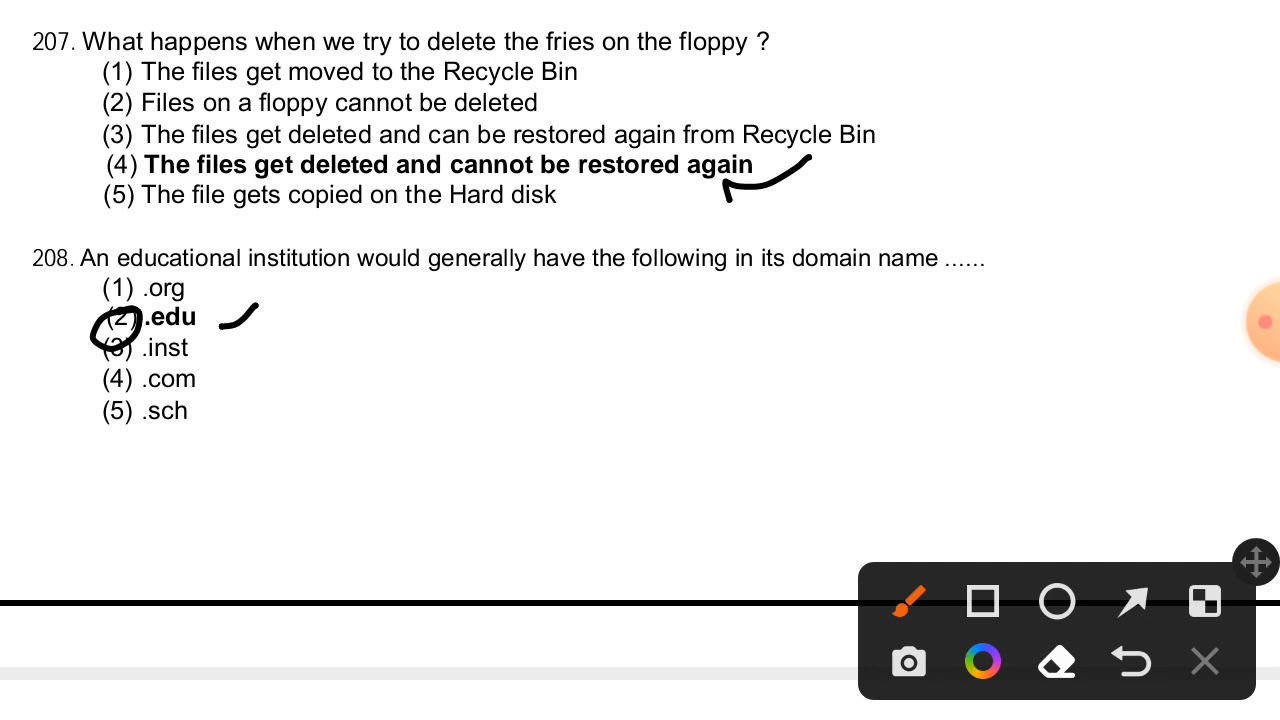 207. What happens when we try to delete the fries on the floppy ?
(1) The files get moved to the Recycle Bin
(2) Files on a floppy cannot be deleted
(3) The files get deleted and can be restored again from Recycle Bin
(4) The files get deleted and cannot be restored again
(5) The file gets copied on the Hard disk
208. An educational institution would generally have the following in its domain name ......
(1) .org
(2) .edu
(3) .inst
(4) .com
(5) .sch